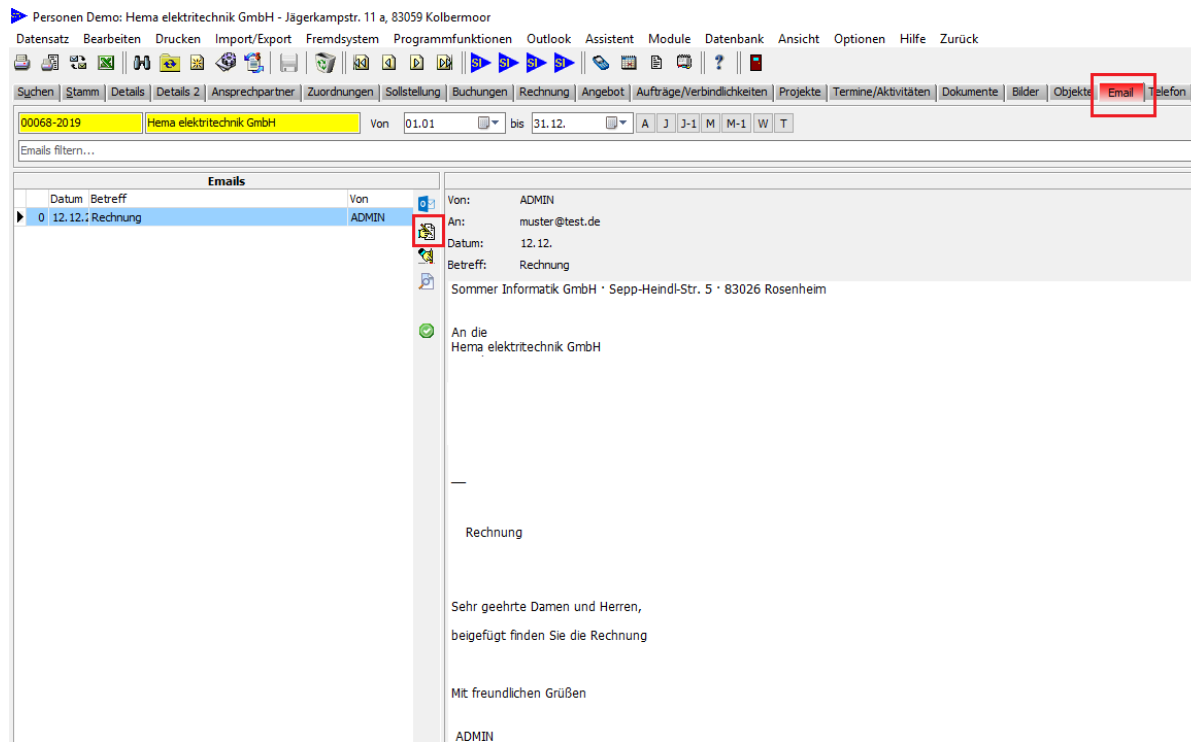 Personen Demo: Hema elektritechnik GmbH - Jägerkampstr. 11 a, 83059 Kolbermoor
Datensatz Bearbeiten Drucken Import/Export Fremdsystem Programmfunktionen Outlook Assistent Module Datenbank Ansicht Optionen Hilfe Zurück
SI SI SI SI ?
Suchen Stamm Details Details 2 Ansprechpartner Zuordnungen Sollstellung Buchungen Rechnung Angebot Aufträge/Verbindlichkeiten Projekte Termine/Aktivitäten Dokumente Bilder Objekte Email Telefon
00068-2019 Hema elektritechnik GmbH Von 01.01 bis 31.12. A J J-1 M M-1 W T
Emails filtern...
Emails
Datum Betreff Von
0 12.12.2 Rechnung ADMIN
Von: ADMIN
An: muster@test.de
Datum: 12.12.
Betreff: Rechnung
Sommer Informatik GmbH · Sepp-Heindl-Str. 5 · 83026 Rosenheim
An die
Hema elektritechnik GmbH
Rechnung
Sehr geehrte Damen und Herren,
beigefügt finden Sie die Rechnung
Mit freundlichen Grüßen
ADMIN